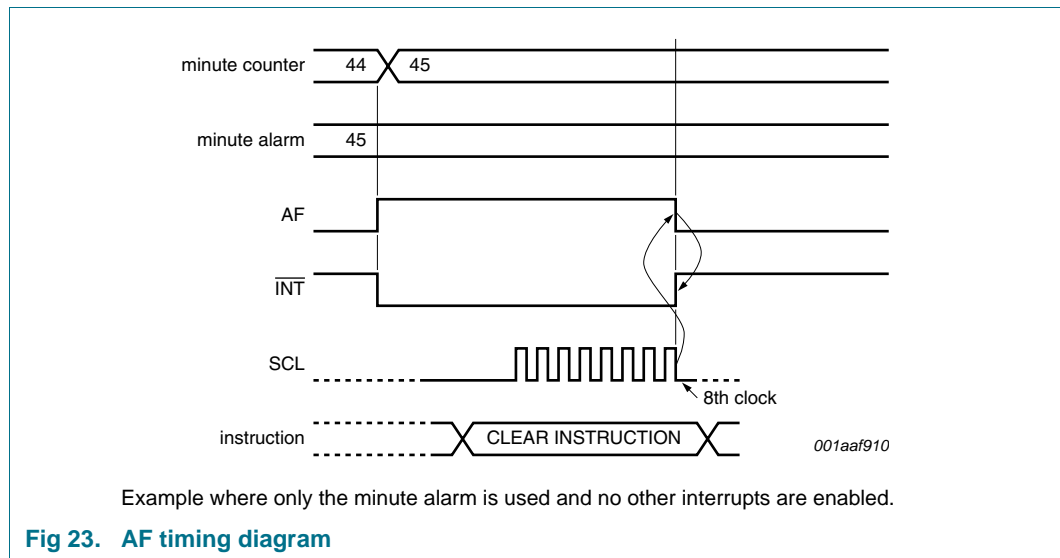 minute counter 44 45
minute alarm 45
AF
INT
SCL
8th clock
instruction CLEAR INSTRUCTION
001aaf910
Example where only the minute alarm is used and no other interrupts are enabled.
Fig 23. AF timing diagram